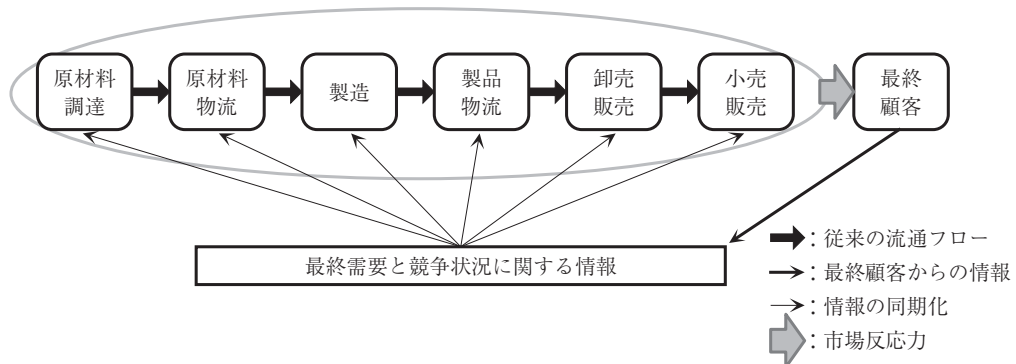 原材料
調達
原材料
物流
製造
製品
物流
卸売
販売
小売
販売
最終
顧客
最終需要と競争状況に関する情報
：従来の流通フロー
：最終顧客からの情報
：情報の同期化
：市場反応力